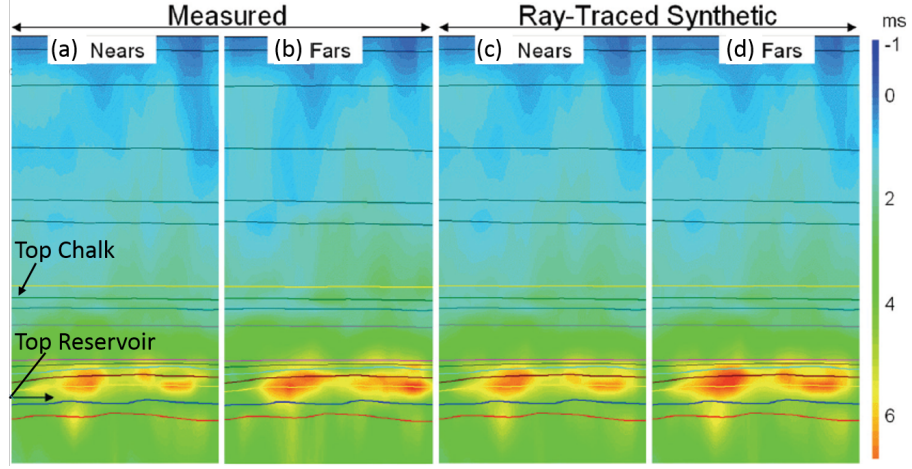 Measured
Ray-Traced Synthetic
ms
(a) Nears
(b) Fars
(c) Nears
(d) Fars
-1
0
2
4
6
Top Chalk
Top Reservoir